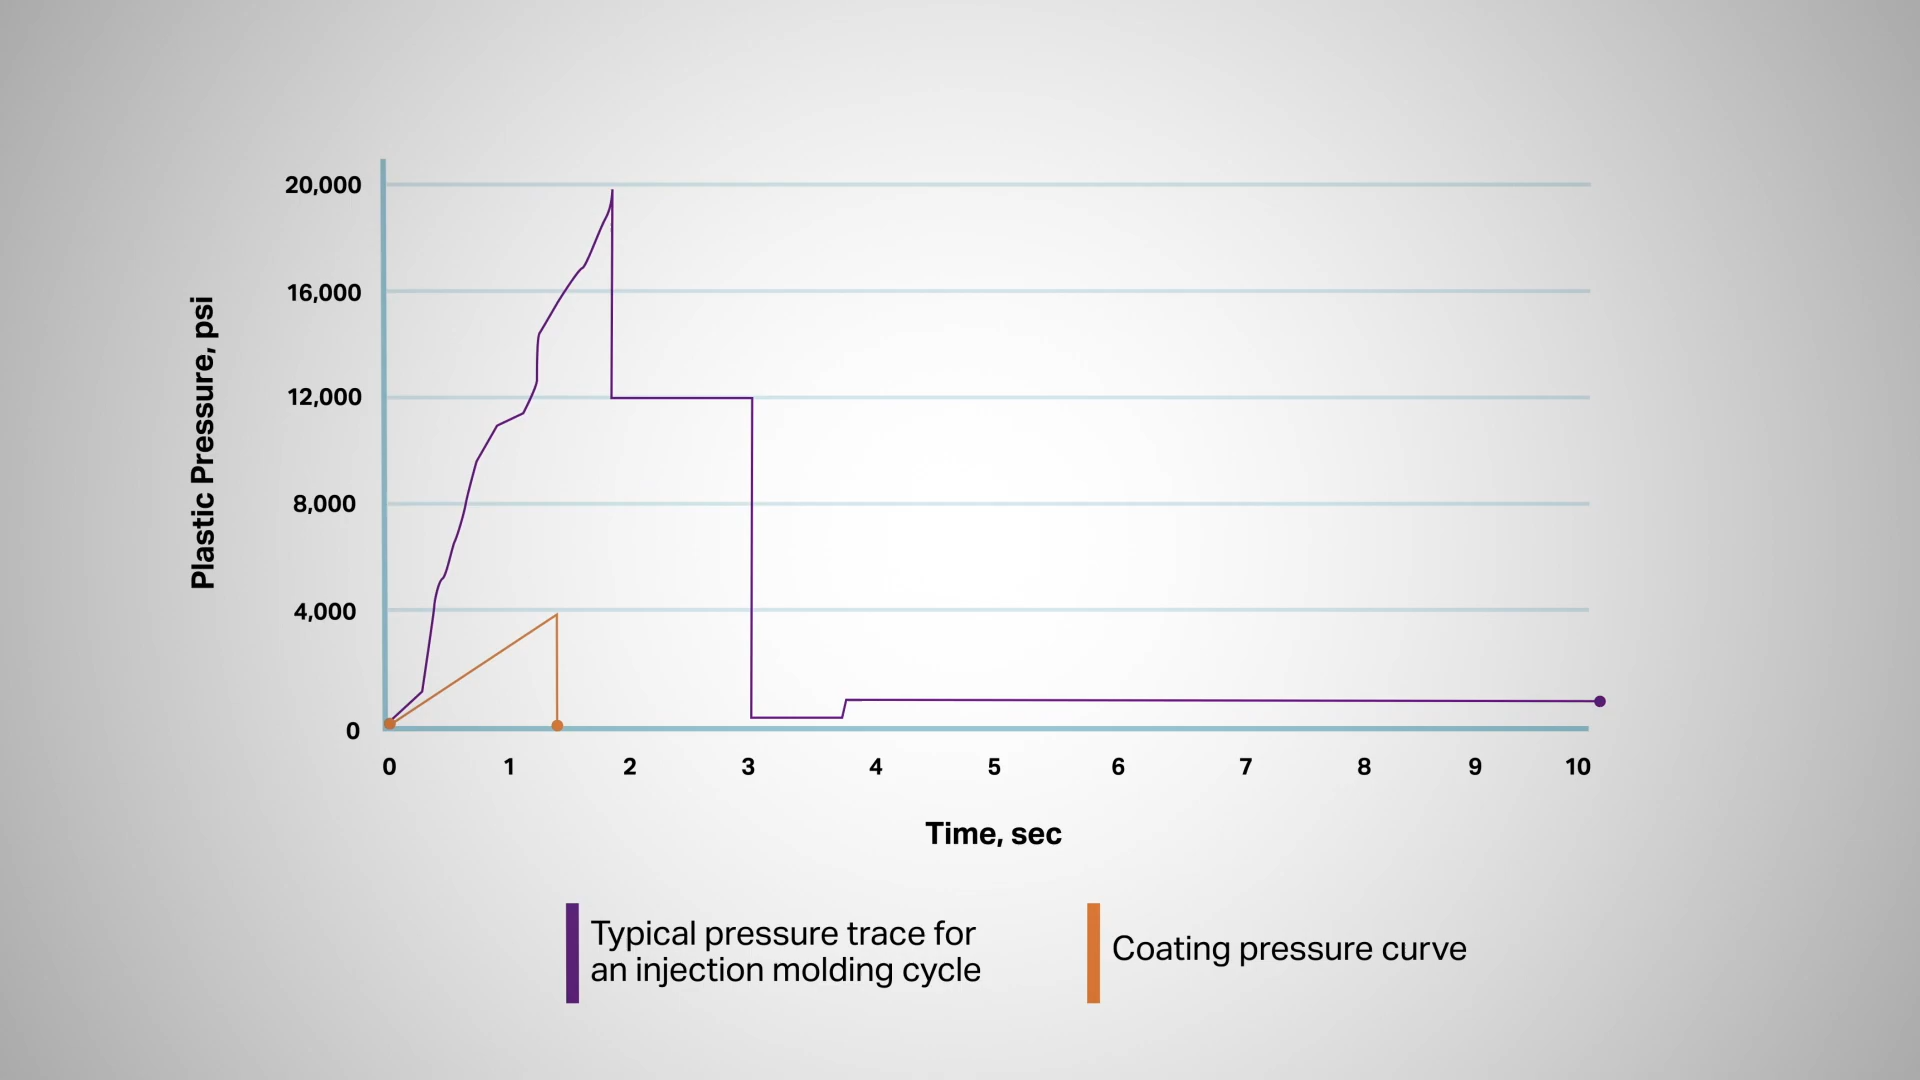 20,000
16,000
12,000
8,000
4,000
0
Plastic Pressure, psi
0 1 2 3 4 5 6 7 8 9 10
Time, sec
Typical pressure trace for
an injection molding cycle
Coating pressure curve